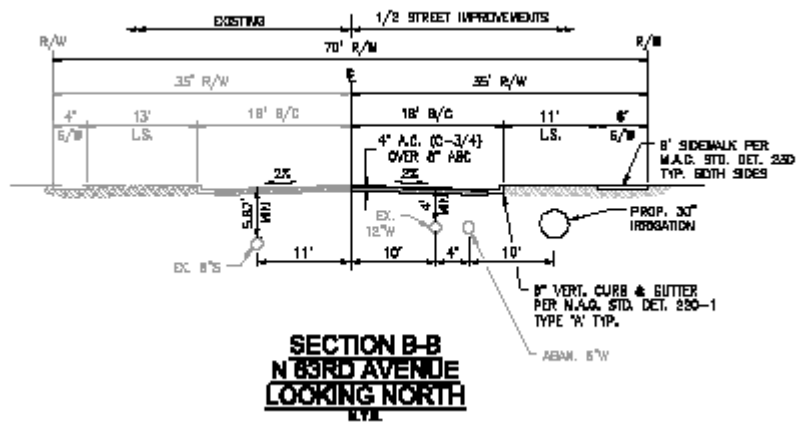 EXISTING
1/2 STREET IMPROVEMENTS
R/W
R/W
70' R/W
35' R/W
35' R/W
4'
13'
18' B/C
18' B/C
11'
6'
S/W
L.S.
L.S.
S/W
4" A.C. (C-3/4)
OVER 8" ABC
2%
2%
6' SIDEWALK PER
M.A.G. STD. DET. 230
TYP. BOTH SIDES
MIN
4'
MIN
EX.
12"W
PROP. 30"
IRRIGATION
11'
10'
4'
10'
EX. 8"S
6" VERT. CURB & GUTTER
PER M.A.G. STD. DET. 220-1
TYPE 'A' TYP.
ABAN. 6"W
SECTION B-B
N 63RD AVENUE
LOOKING NORTH
N.T.S.